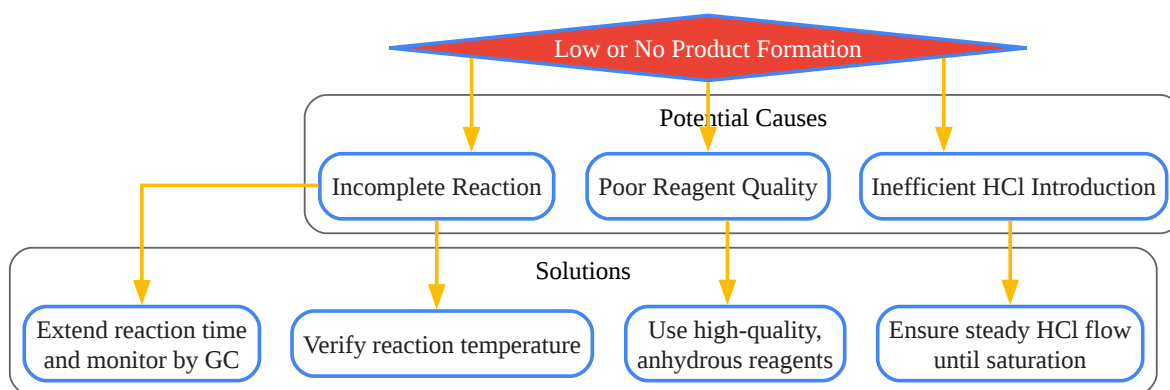 Low or No Product Formation
Potential Causes
Incomplete Reaction
Poor Reagent Quality
Inefficient HCl Introduction
Solutions
Extend reaction time
and monitor by GC
Verify reaction temperature
Use high-quality,
anhydrous reagents
Ensure steady HCl flow
until saturation